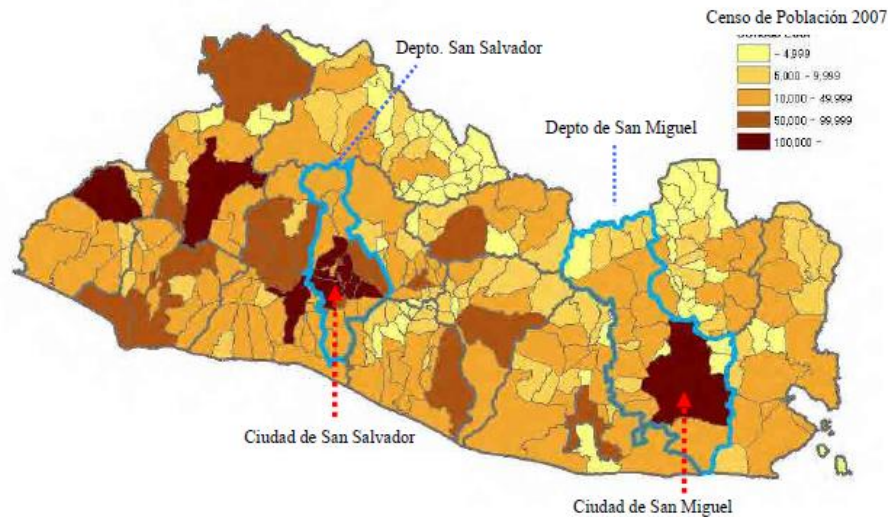 Censo de Población 2007
- 4,999
5,000 - 9,999
10,000 - 49,999
50,000 - 99,999
100,000 -
Depto. San Salvador
Depto de San Miguel
Ciudad de San Salvador
Ciudad de San Miguel